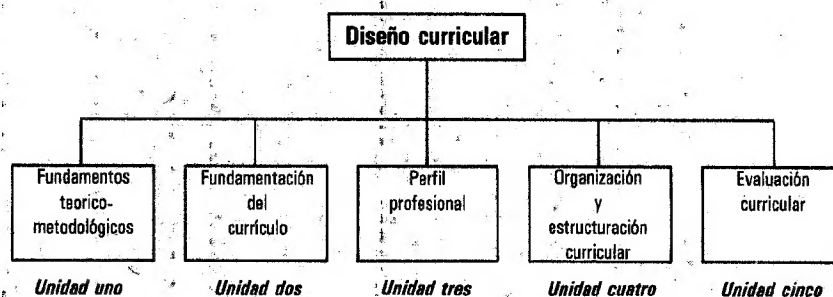 Diseño curricular
Fundamentos
teorico-
metodológicos
Fundamentación
del
currículo
Perfil
profesional
Organización
y
estructuración
curricular
Evaluación
curricular
Unidad uno
Unidad dos
Unidad tres
Unidad cuatro
Unidad cinco